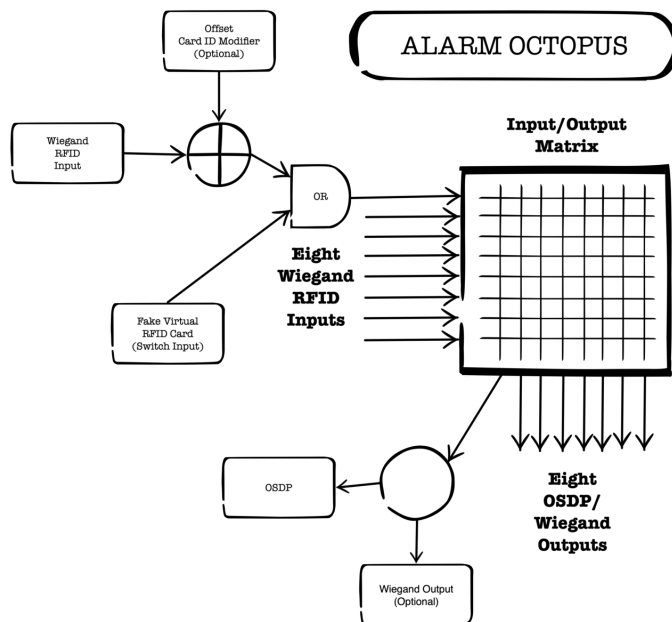 Offset
Card ID Modifier
(Optional)
ALARM OCTOPUS
Wiegand
RFID
Input
Input/Output
Matrix
OR
Eight
Wiegand
RFID
Inputs
Fake Virtual
RFID Card
(Switch Input)
OSDP
Eight
OSDP/
Wiegand
Outputs
Wiegand Output
(Optional)